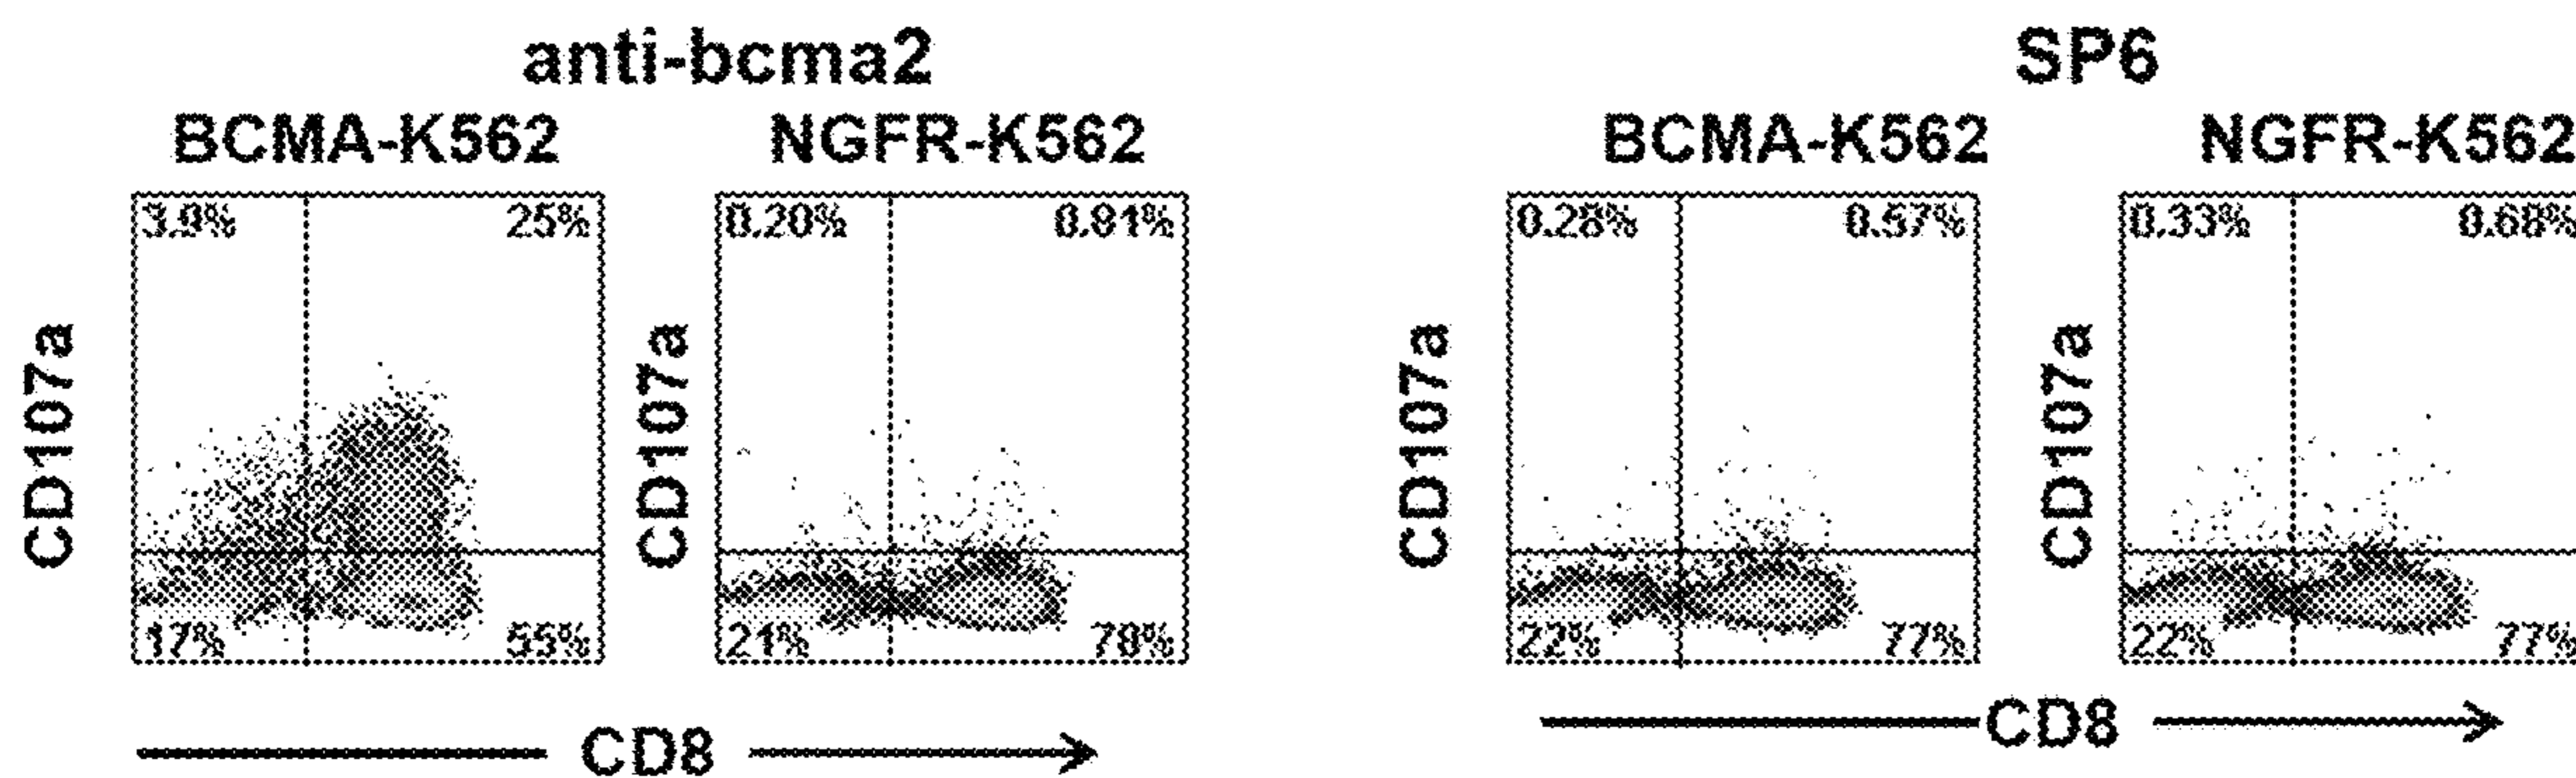 anti-bcma2 SP6
BCMA-K562 NGFR-K562 BCMA-K562 NGFR-K562
3.9% 25% 0.20% 0.81% 0.28% 0.57% 0.33% 0.68%
CD107a CD107a CD107a CD107a
17% 55% 21% 78% 22% 77% 22% 77%
CD8 CD8